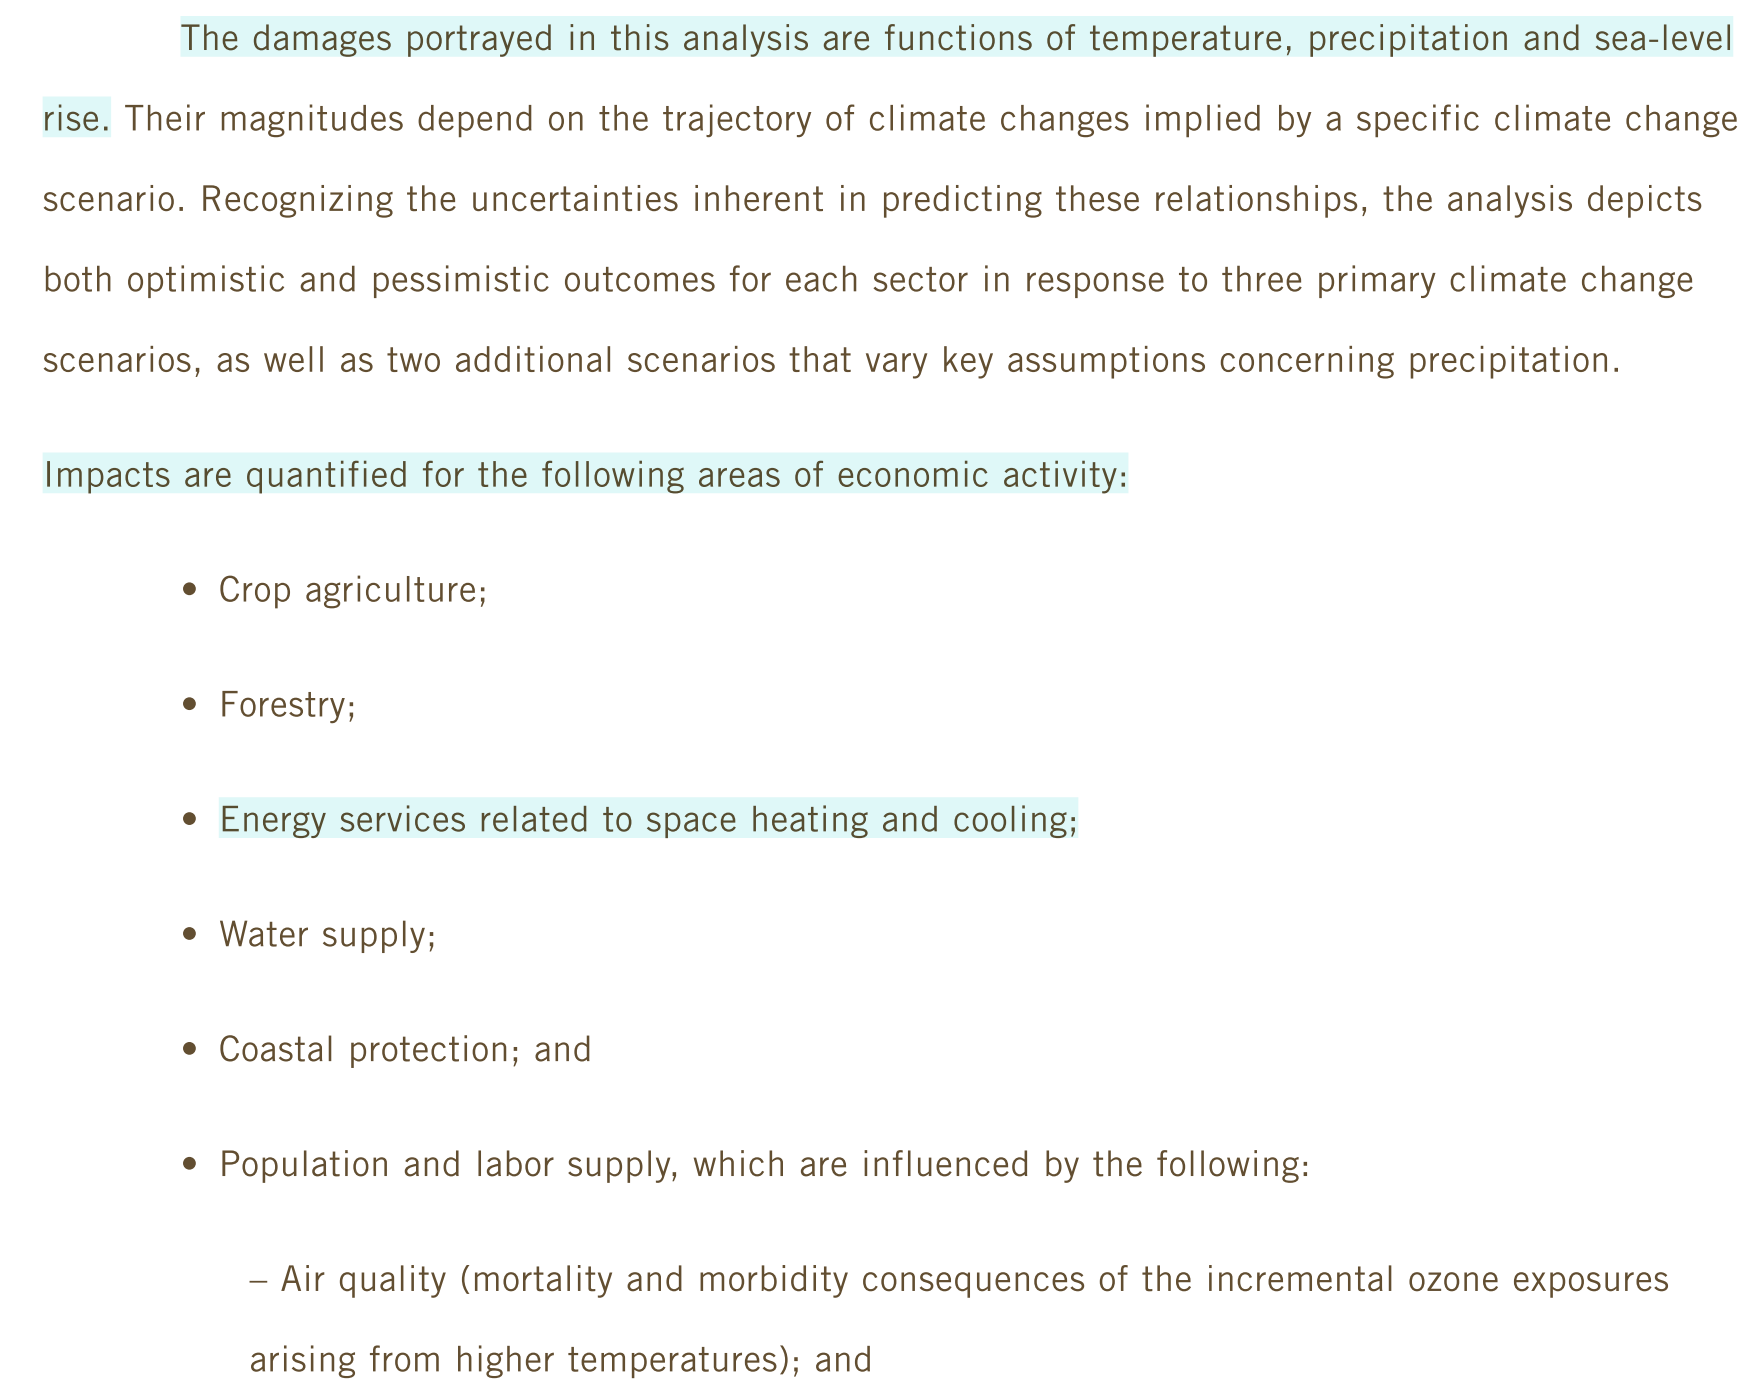 The damages portrayed in this analysis are functions of temperature, precipitation and sea-level
rise. Their magnitudes depend on the trajectory of climate changes implied by a specific climate change
scenario. Recognizing the uncertainties inherent in predicting these relationships, the analysis depicts
both optimistic and pessimistic outcomes for each sector in response to three primary climate change
scenarios, as well as two additional scenarios that vary key assumptions concerning precipitation.
Impacts are quantified for the following areas of economic activity:
• Crop agriculture;
• Forestry;
• Energy services related to space heating and cooling;
• Water supply;
• Coastal protection; and
• Population and labor supply, which are influenced by the following:
– Air quality (mortality and morbidity consequences of the incremental ozone exposures
arising from higher temperatures); and